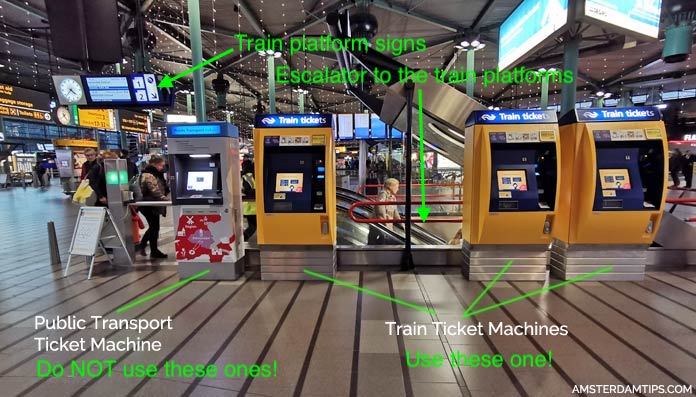 Train platform signs
Escalator to the train platforms
Train tickets
Train tickets
Train tickets
Public Transport
Ticket Machine
Do NOT use these ones!
Train Ticket Machines
Use these one!
AMSTERDAMTIPS.COM